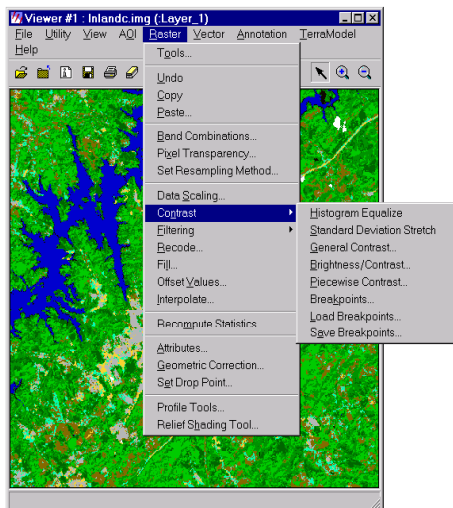 Viewer #1 : Inlandc.img (:Layer_1)
File Utility View AOI Raster Vector Annotation TerraModel
Help
Tools...
Undo
Copy
Paste...
Band Combinations...
Pixel Transparency...
Set Resampling Method...
Data Scaling...
Contrast
Filtering
Recode...
Fill...
Offset Values...
Interpolate...
Recompute Statistics
Attributes...
Geometric Correction...
Set Drop Point...
Profile Tools...
Relief Shading Tool...
Histogram Equalize
Standard Deviation Stretch
General Contrast...
Brightness/Contrast...
Piecewise Contrast...
Breakpoints...
Load Breakpoints...
Save Breakpoints...